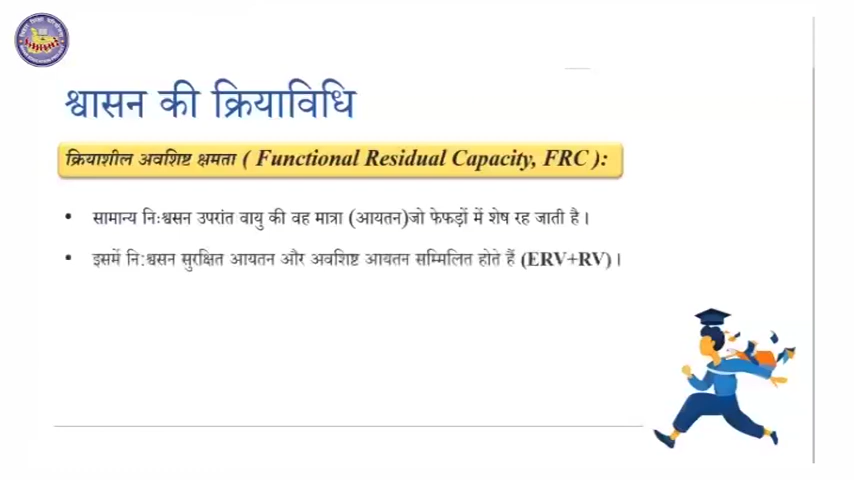 श्वासन की क्रियाविधि
क्रियाशील अवशिष्ट क्षमता ( Functional Residual Capacity, FRC ):
• सामान्य निःश्वसन उपरांत वायु की वह मात्रा (आयतन)जो फेफड़ों में शेष रह जाती है।
• इसमें नि:श्वसन सुरक्षित आयतन और अवशिष्ट आयतन सम्मिलित होते हैं (ERV+RV)।